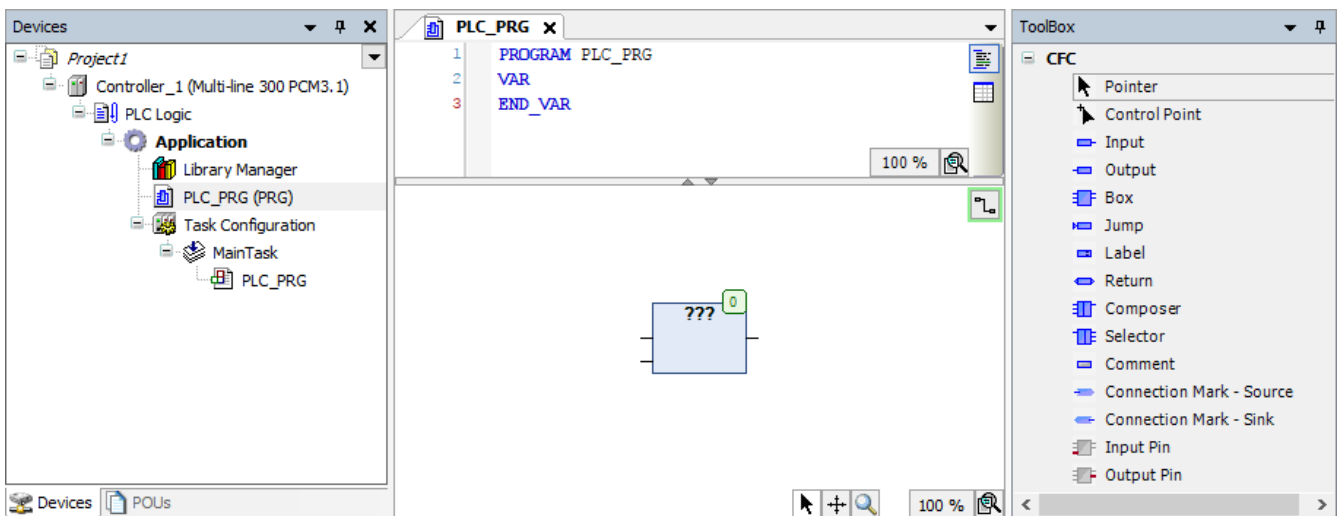 Devices
Project1
Controller_1 (Multi-line 300 PCM3.1)
PLC Logic
Application
Library Manager
PLC_PRG (PRG)
Task Configuration
MainTask
PLC_PRG
Devices
POUs
PLC_PRG
1 PROGRAM PLC_PRG
2 VAR
3 END_VAR
100 %
0
???
100 %
ToolBox
CFC
Pointer
Control Point
Input
Output
Box
Jump
Label
Return
Composer
Selector
Comment
Connection Mark - Source
Connection Mark - Sink
Input Pin
Output Pin